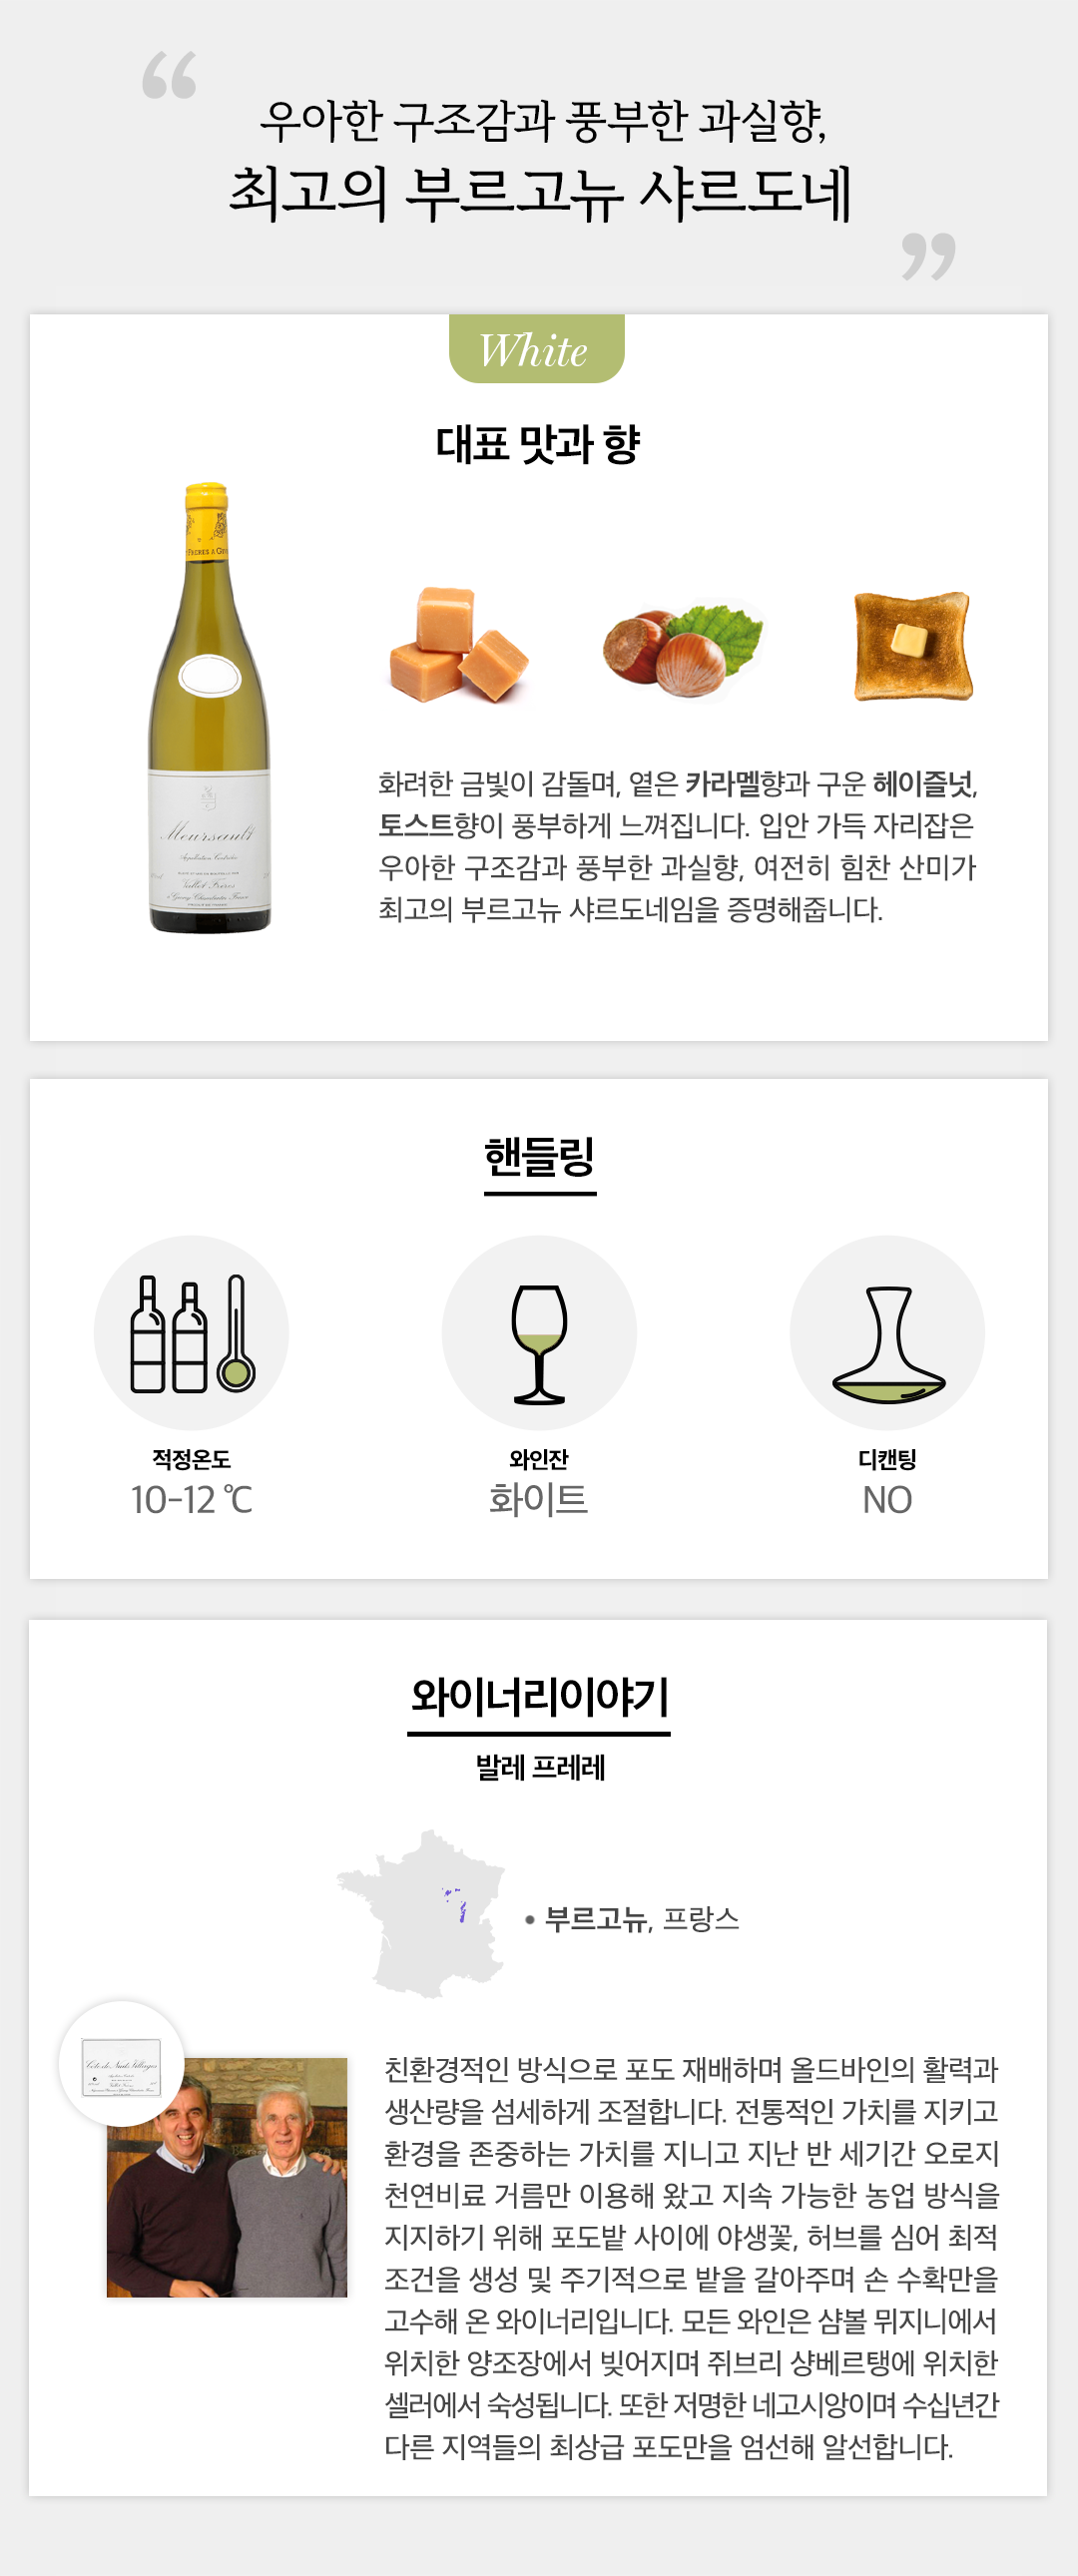 “
우아한 구조감과 풍부한 과실향,
최고의 부르고뉴 샤르도네
”
White
대표 맛과 향
FRERES A
Meursault
Appellation Contrôlée
화려한 금빛이 감돌며, 옅은 카라멜향과 구운 헤이즐넛,
토스트향이 풍부하게 느껴집니다. 입안 가득 자리잡은
우아한 구조감과 풍부한 과실향, 여전히 힘찬 산미가
최고의 부르고뉴 샤르도네임을 증명해줍니다.
핸들링
적정온도
10-12 ℃
와인잔
화이트
디캔팅
NO
와이너리이야기
발레 프레레
• 부르고뉴, 프랑스
Côte de Nuits Villages
친환경적인 방식으로 포도 재배하며 올드바인의 활력과
생산량을 섬세하게 조절합니다. 전통적인 가치를 지키고
환경을 존중하는 가치를 지니고 지난 반 세기간 오로지
천연비료 거름만 이용해 왔고 지속 가능한 농업 방식을
지지하기 위해 포도밭 사이에 야생꽃, 허브를 심어 최적
조건을 생성 및 주기적으로 밭을 갈아주며 손 수확만을
고수해 온 와이너리입니다. 모든 와인은 샴볼 뮈지니에서
위치한 양조장에서 빚어지며 쥐브리 샹베르탱에 위치한
셀러에서 숙성됩니다. 또한 저명한 네고시앙이며 수십년간
다른 지역들의 최상급 포도만을 엄선해 알선합니다.